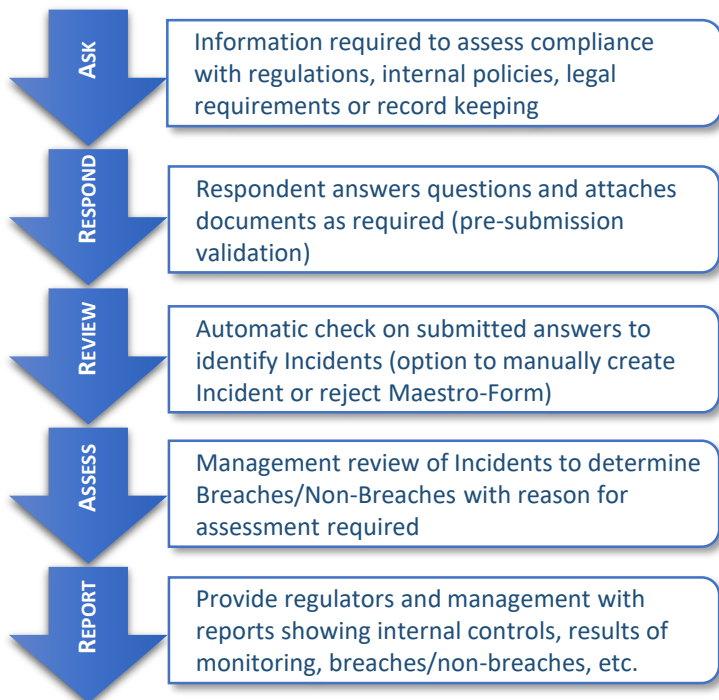 ASK
Information required to assess compliance
with regulations, internal policies, legal
requirements or record keeping
RESPOND
Respondent answers questions and attaches
documents as required (pre-submission
validation)
REVIEW
Automatic check on submitted answers to
identify Incidents (option to manually create
Incident or reject Maestro-Form)
ASSESS
Management review of Incidents to determine
Breaches/Non-Breaches with reason for
assessment required
REPORT
Provide regulators and management with
reports showing internal controls, results of
monitoring, breaches/non-breaches, etc.